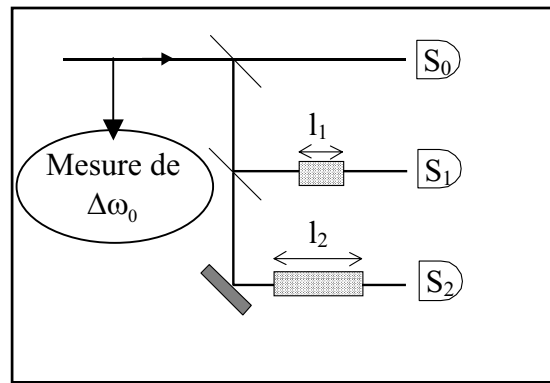 S₀
l₁
Mesure de
Δω₀
S₁
l₂
S₂